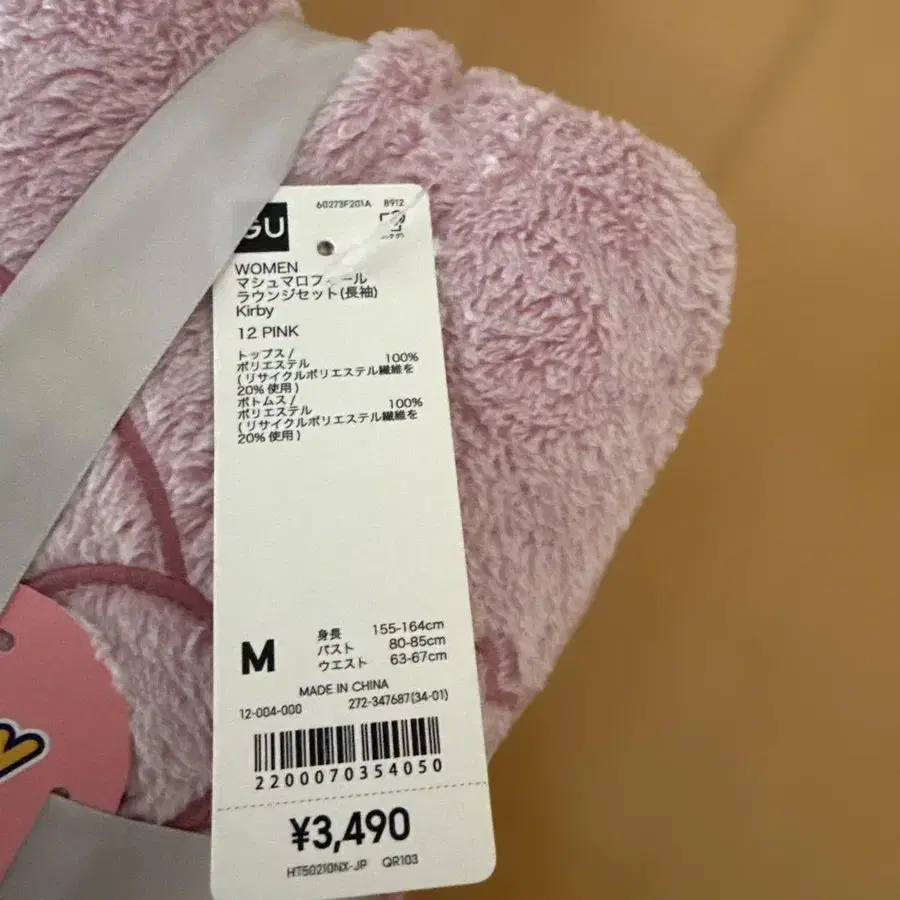 60273F201A 8912
GU
WOMEN
マシュマロフィール
ラウンジセット(長袖)
Kirby
12 PINK
トップス /
ポリエステル 100%
( リサイクルポリエステル繊維を
20% 使用 )
ボトムス /
ポリエステル 100%
( リサイクルポリエステル繊維を
20% 使用 )
M
身長 155-164cm
バスト 80-85cm
ウエスト 63-67cm
MADE IN CHINA
12-004-000 272-347687(34-01)
2200070354050
¥3,490
HT50210NX-JP QR103